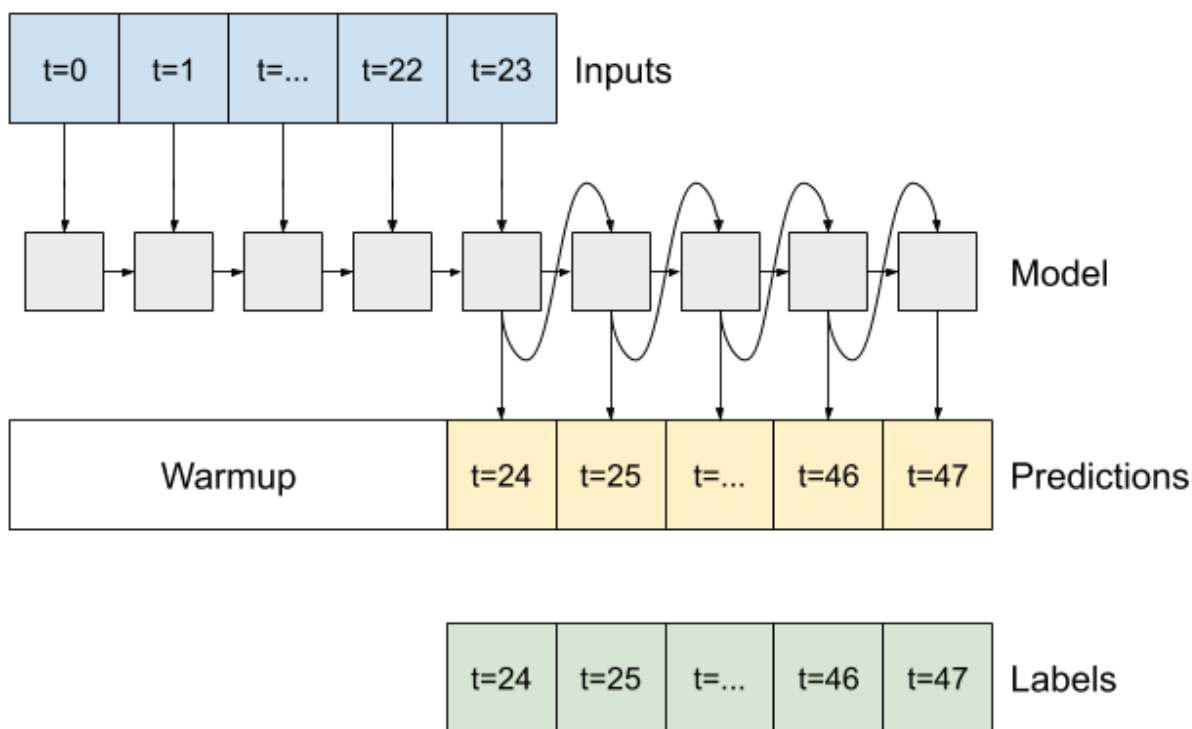 t=0 t=1 t=... t=22 t=23 Inputs
Model
Warmup t=24 t=25 t=... t=46 t=47 Predictions
t=24 t=25 t=... t=46 t=47 Labels